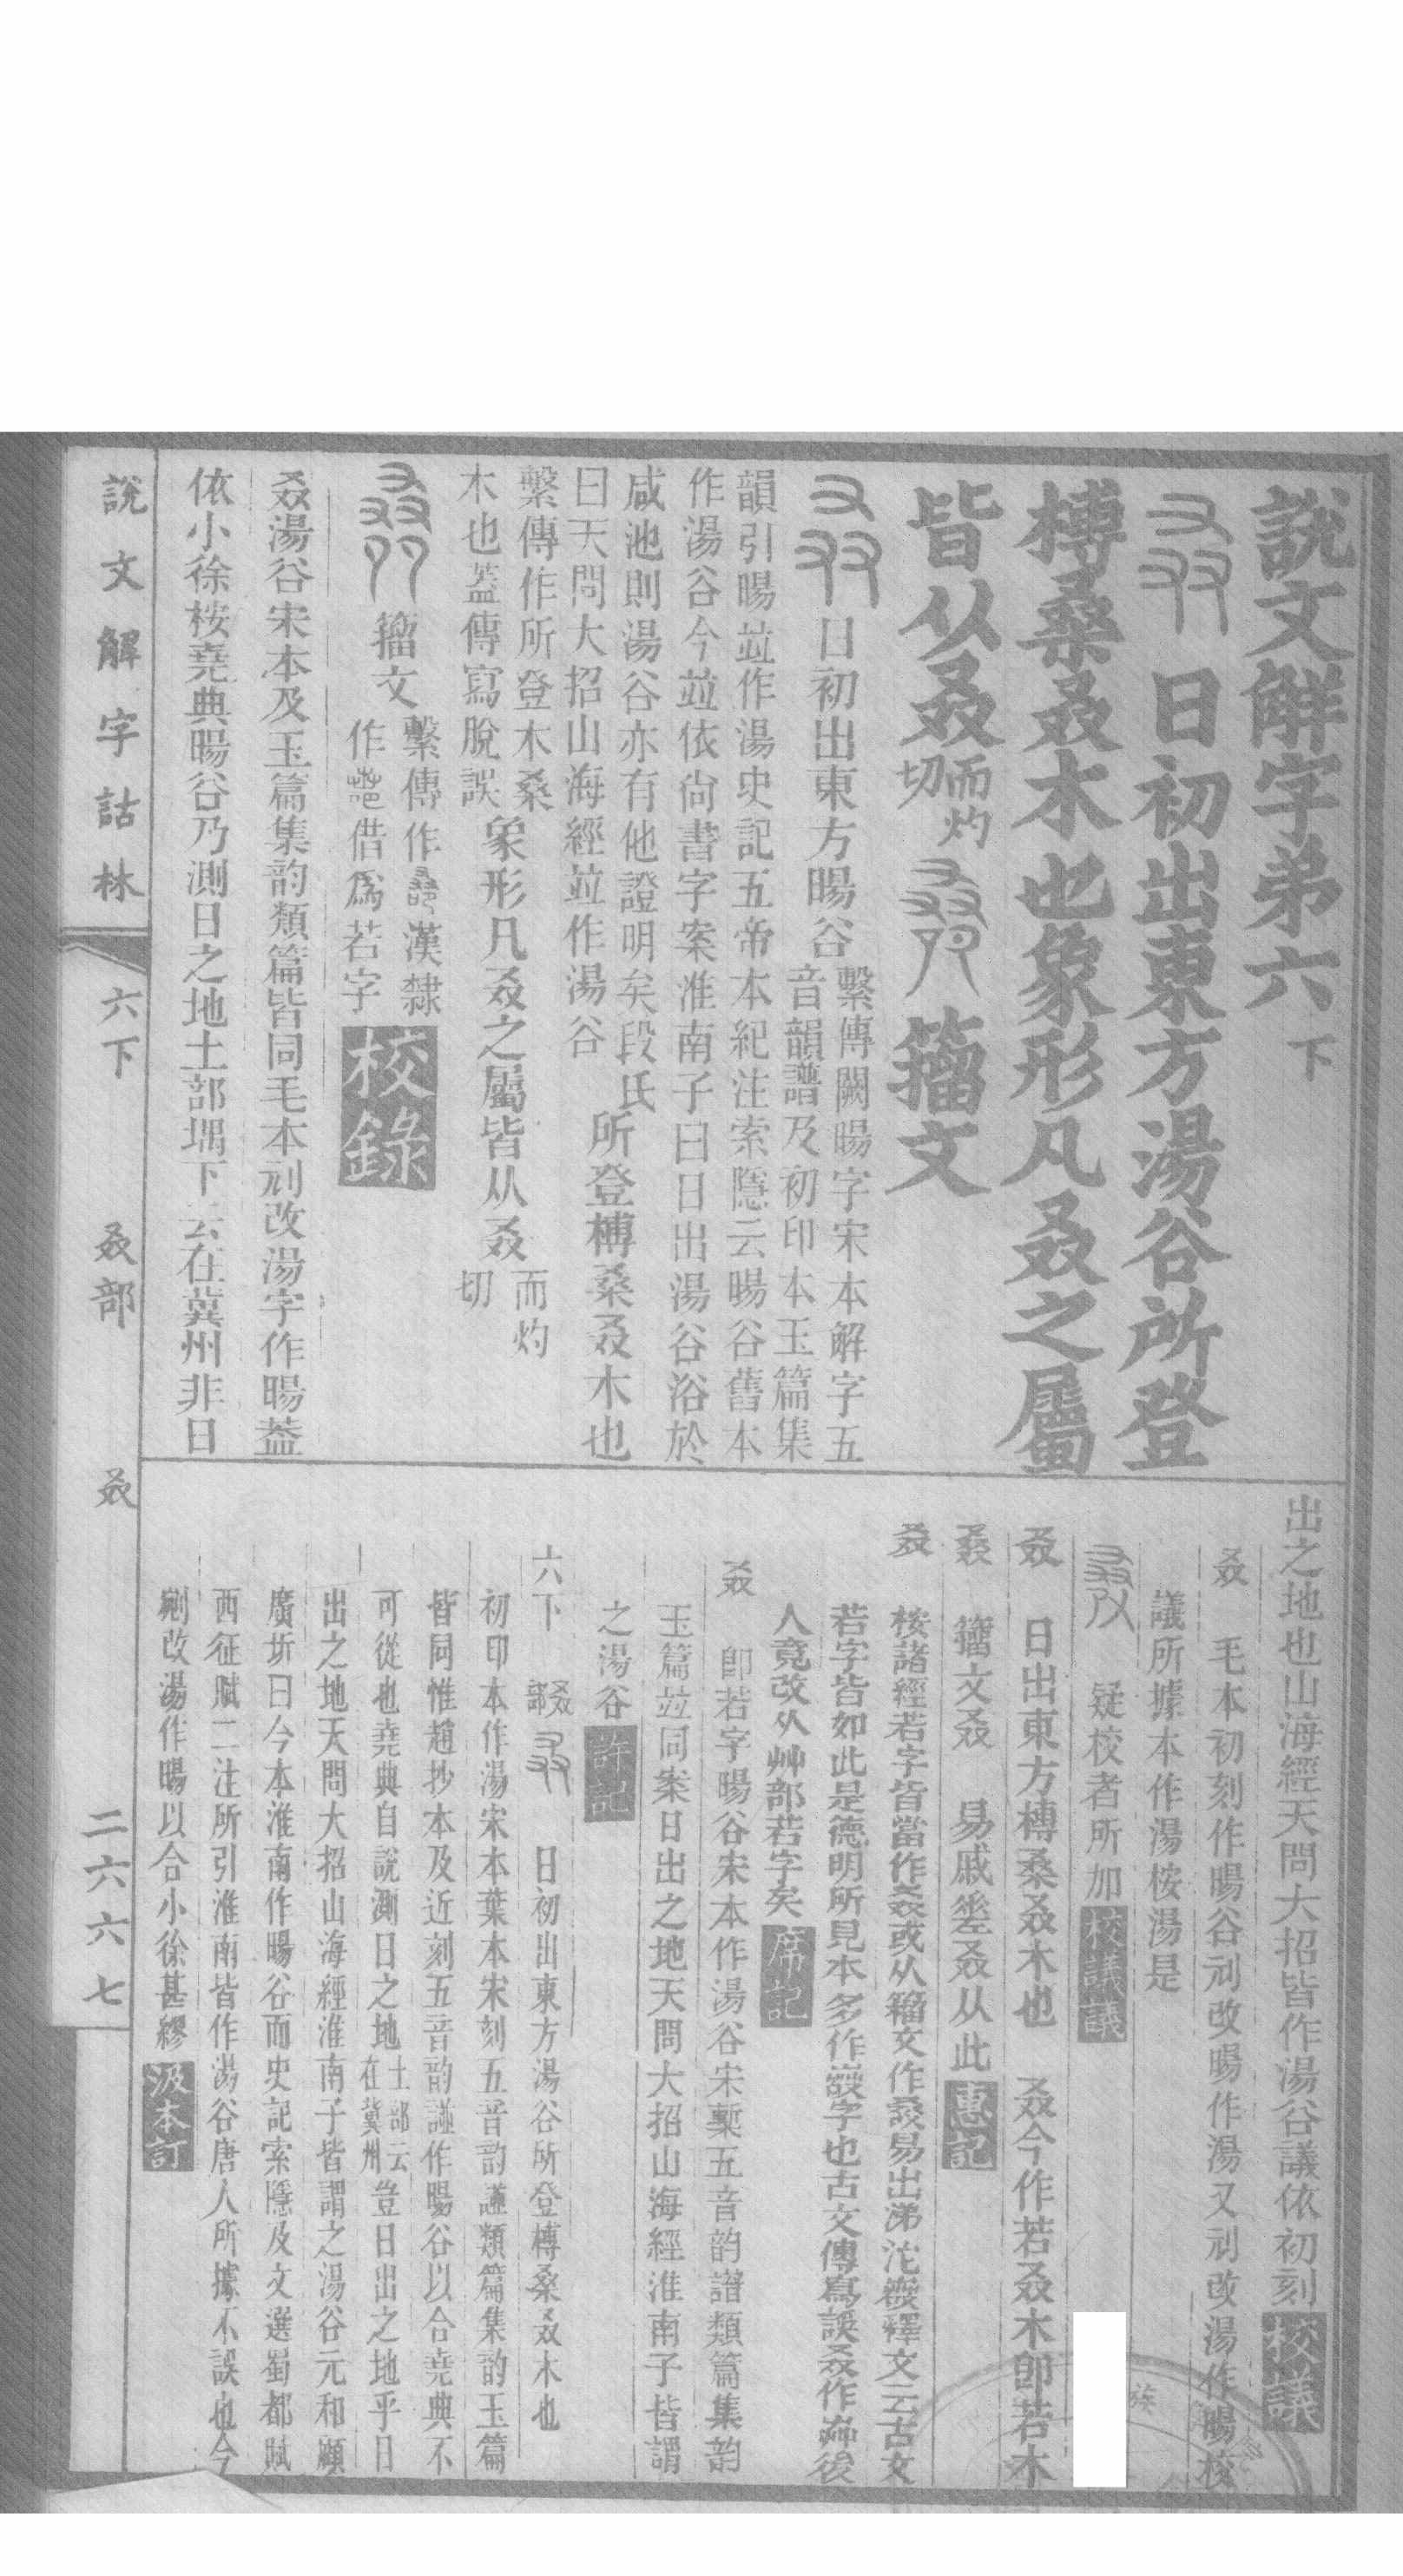 說文解字弟六下
日初出東方湯谷所登
榑桑叒木也象形凡叒之屬
皆从叒而灼切 籀文
日初出東方暘谷繫傳闕暘字宋本解字五
音韻譜及初印本玉篇集
韻引暘竝作湯史記五帝本紀注索隱云暘谷舊本
作湯谷今竝依尙書字案淮南子曰日出湯谷浴於
咸池則湯谷亦有他證明矣段氏
曰天問大招山海經竝作湯谷所登榑桑叒木也
繫傳作所登木桑
木也蓋傳寫脫誤象形凡叒之屬皆从叒而灼切
籀文繫傳作 漢隸
作 借爲若字校錄
叒湯谷宋本及玉篇集韵類篇皆同毛本刓改湯字作暘蓋
依小徐桉堯典暘谷乃測日之地土部堣下云在冀州非日
出之地也山海經天問大招皆作湯谷議依初刻校議
叒 毛本初刻作暘谷刓改暘作湯又刓改湯作暘校
議所據本作湯桉湯是
疑校者所加校議議
叒 日出東方榑桑叒木也 叒今作若叒木卽若木
籀文叒 易戚嗟叒从此惠記
叒 桉諸經若字皆當作叒或从籀文作 易出涕沱 釋文云古文
若字皆如此是德明所見本多作 字也古文傳寫誤叒作 後
人竟改从艸部若字矣席記
叒 卽若字暘谷宋本作湯谷宋槧五音韵譜類篇集韵
玉篇竝同案日出之地天問大招山海經淮南子皆謂
之湯谷許記
六下 叒部 日初出東方湯谷所登榑桑叒木也
初印本作湯宋本葉本宋刻五音韵譜類篇集韵玉篇
皆同惟趙抄本及近刻五音韵譜作暘谷以合堯典不
可從也堯典自說測日之地土部云在冀州豈日出之地乎日
出之地天問大招山海經淮南子皆謂之湯谷元和顧
廣圻曰今本淮南作暘谷而史記索隱及文選蜀都賦
西征賦二注所引淮南皆作湯谷唐人所據不誤也今
剜改湯作暘以合小徐甚繆汲本訂
說文解字詁林 六下 叒部 叒 二六六七